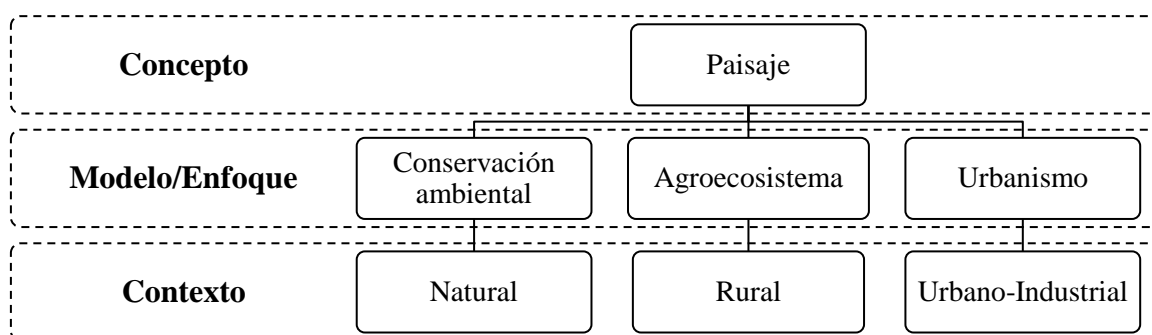 Concepto
Paisaje
Modelo/Enfoque
Conservación
ambiental
Agroecosistema
Urbanismo
Contexto
Natural
Rural
Urbano-Industrial